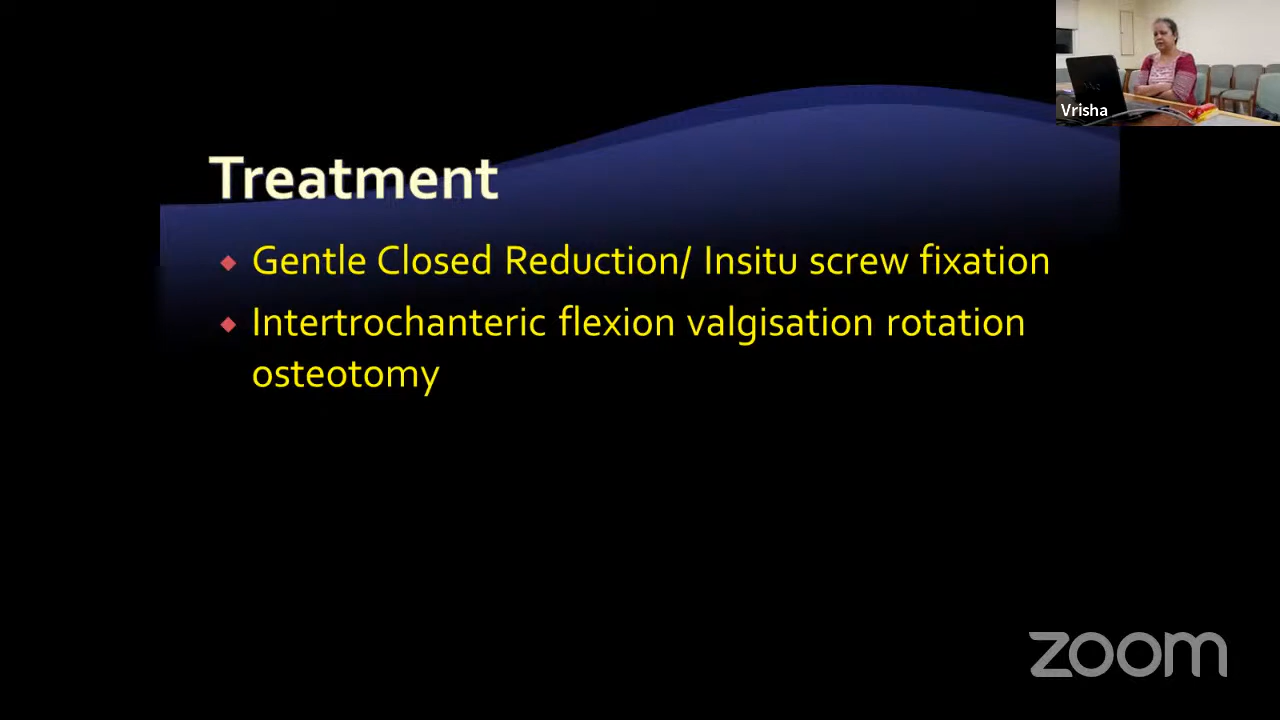 Vrisha
Treatment
Gentle Closed Reduction/ Insitu screw fixation
Intertrochanteric flexion valgisation rotation
osteotomy
zoom